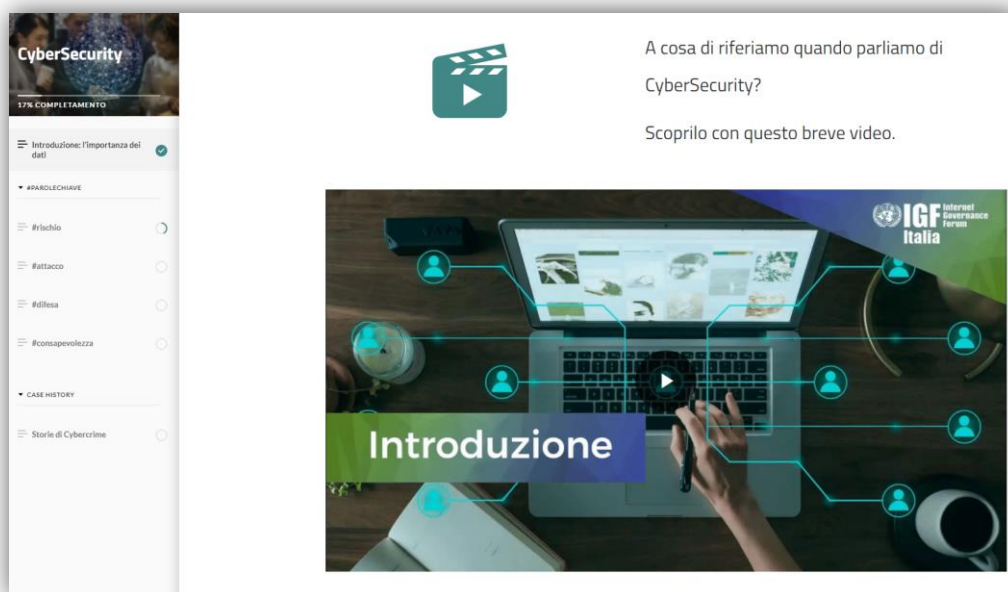 CyberSecurity
17% COMPLETAMENTO
Introduzione: l'importanza dei
dati
#PAROLECHIAVE
#rischio
#attacco
#difesa
#consapevolezza
CASE HISTORY
Storie di Cybercrime
A cosa di riferiamo quando parliamo di
CyberSecurity?
Scoprilo con questo breve video.
IGF Internet
Governance
Forum
Italia
Introduzione